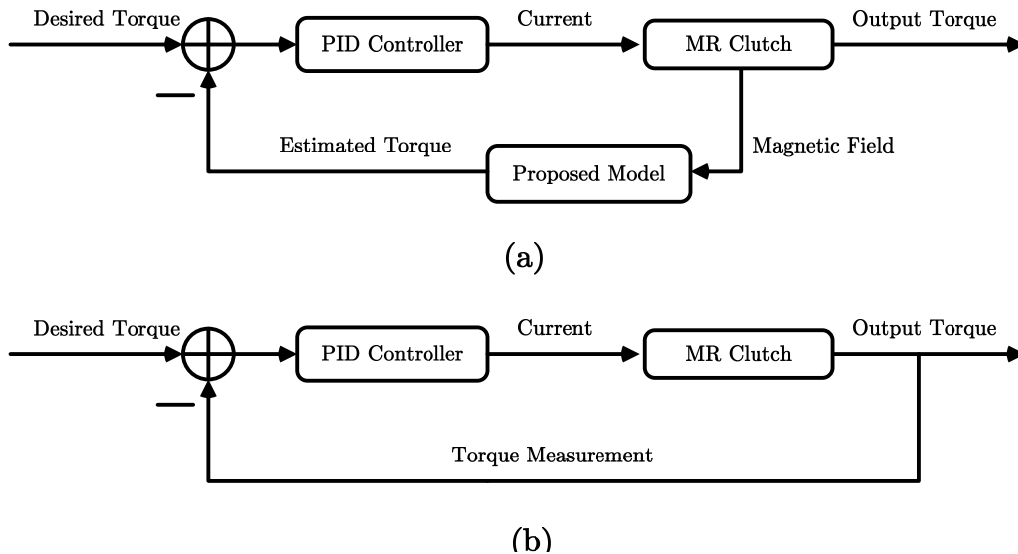 Desired Torque
PID Controller
Current
MR Clutch
Output Torque
Estimated Torque
Proposed Model
Magnetic Field
(a)
Desired Torque
PID Controller
Current
MR Clutch
Output Torque
Torque Measurement
(b)